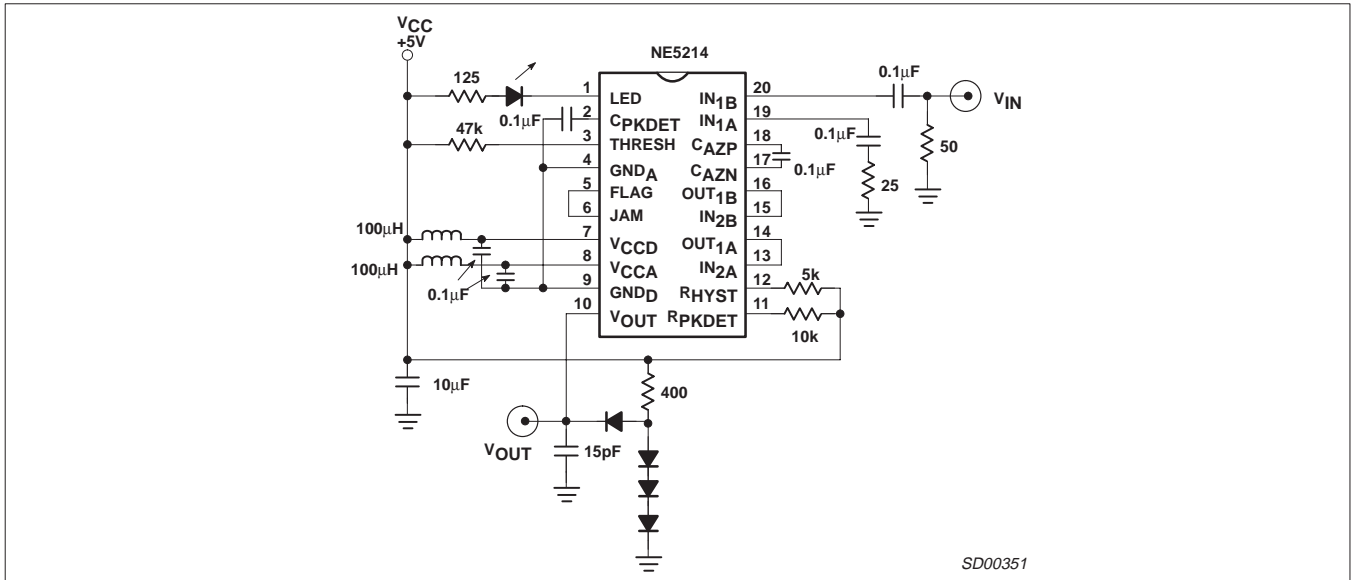 VCC
+5V
NE5214
125
1
LED
0.1µF
2
CPKDET
47k
3
THRESH
4
GNDA
5
FLAG
6
JAM
100µH
7
VCCD
100µH
8
VCCA
0.1µF
9
GNDD
10
VOUT
IN1B
20
0.1µF
VIN
IN1A
19
0.1µF
CAZP
18
50
CAZN
17
0.1µF
25
OUT1B
16
IN2B
15
OUT1A
14
IN2A
13
RHYST
12
5k
RPKDET
11
10k
10µF
400
VOUT
15pF
SD00351